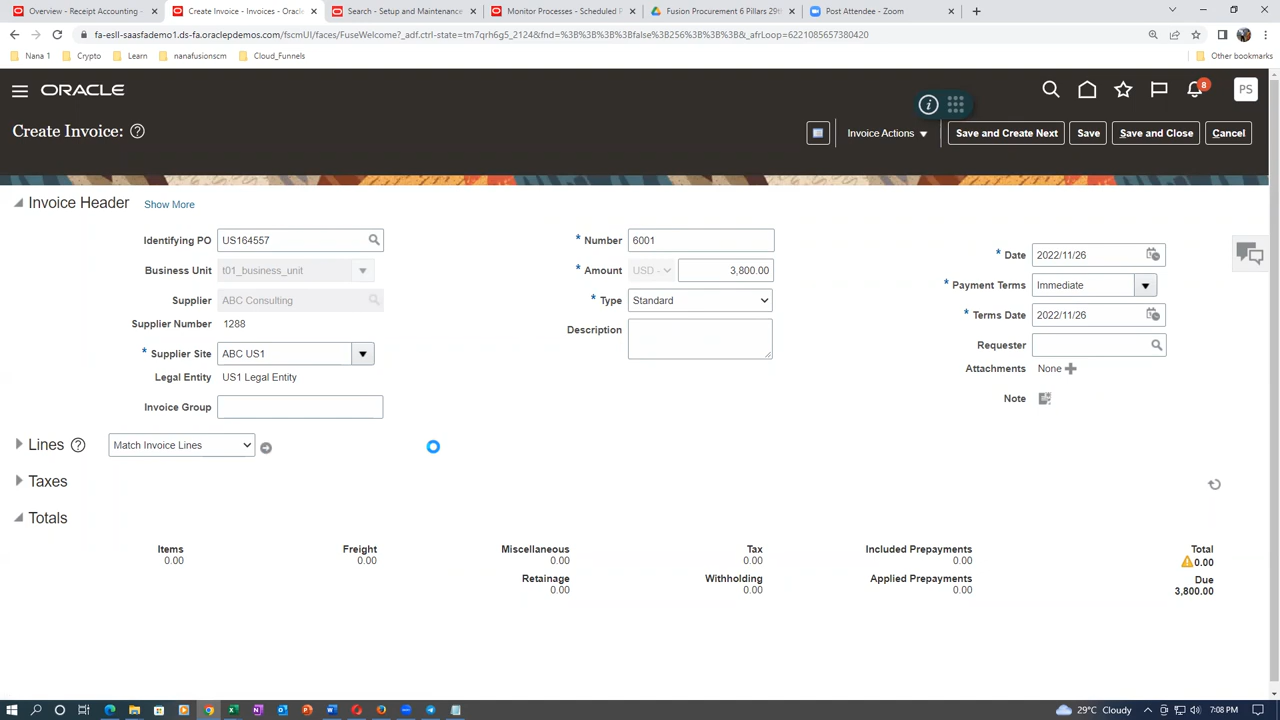 Overview - Receipt Accounting -
Create Invoice - Invoices - Oracle
Search - Setup and Maintenance
Monitor Processes - Scheduled P
Fusion Procurement 6 Pillars 29th
Post Attendee - Zoom
fa-esll-saasfademo1.ds-fa.oraclepdemos.com/fscmUI/faces/FuseWelcome?_adf.ctrl-state=tm7qrh6g5_2124&fnd=%3B%3B%3B%3Bfalse%3B256%3B%3B%3B&_afrLoop=6221085657380420
Nana 1
Crypto
Learn
nanafusionscm
Cloud_Funnels
Other bookmarks
ORACLE
8
PS
Create Invoice: ?
Invoice Actions
Save and Create Next
Save
Save and Close
Cancel
Invoice Header Show More
Identifying PO US164557
Business Unit t01_business_unit
Supplier ABC Consulting
Supplier Number 1288
* Supplier Site ABC US1
Legal Entity US1 Legal Entity
Invoice Group
* Number 6001
* Amount USD - 3,800.00
* Type Standard
Description
* Date 2022/11/26
* Payment Terms Immediate
* Terms Date 2022/11/26
Requester
Attachments None
Note
Lines ? Match Invoice Lines
Taxes
Totals
Items 0.00
Freight 0.00
Miscellaneous 0.00
Tax 0.00
Included Prepayments 0.00
Total 0.00
Retainage 0.00
Withholding 0.00
Applied Prepayments 0.00
Due 3,800.00
29°C Cloudy
7:08 PM